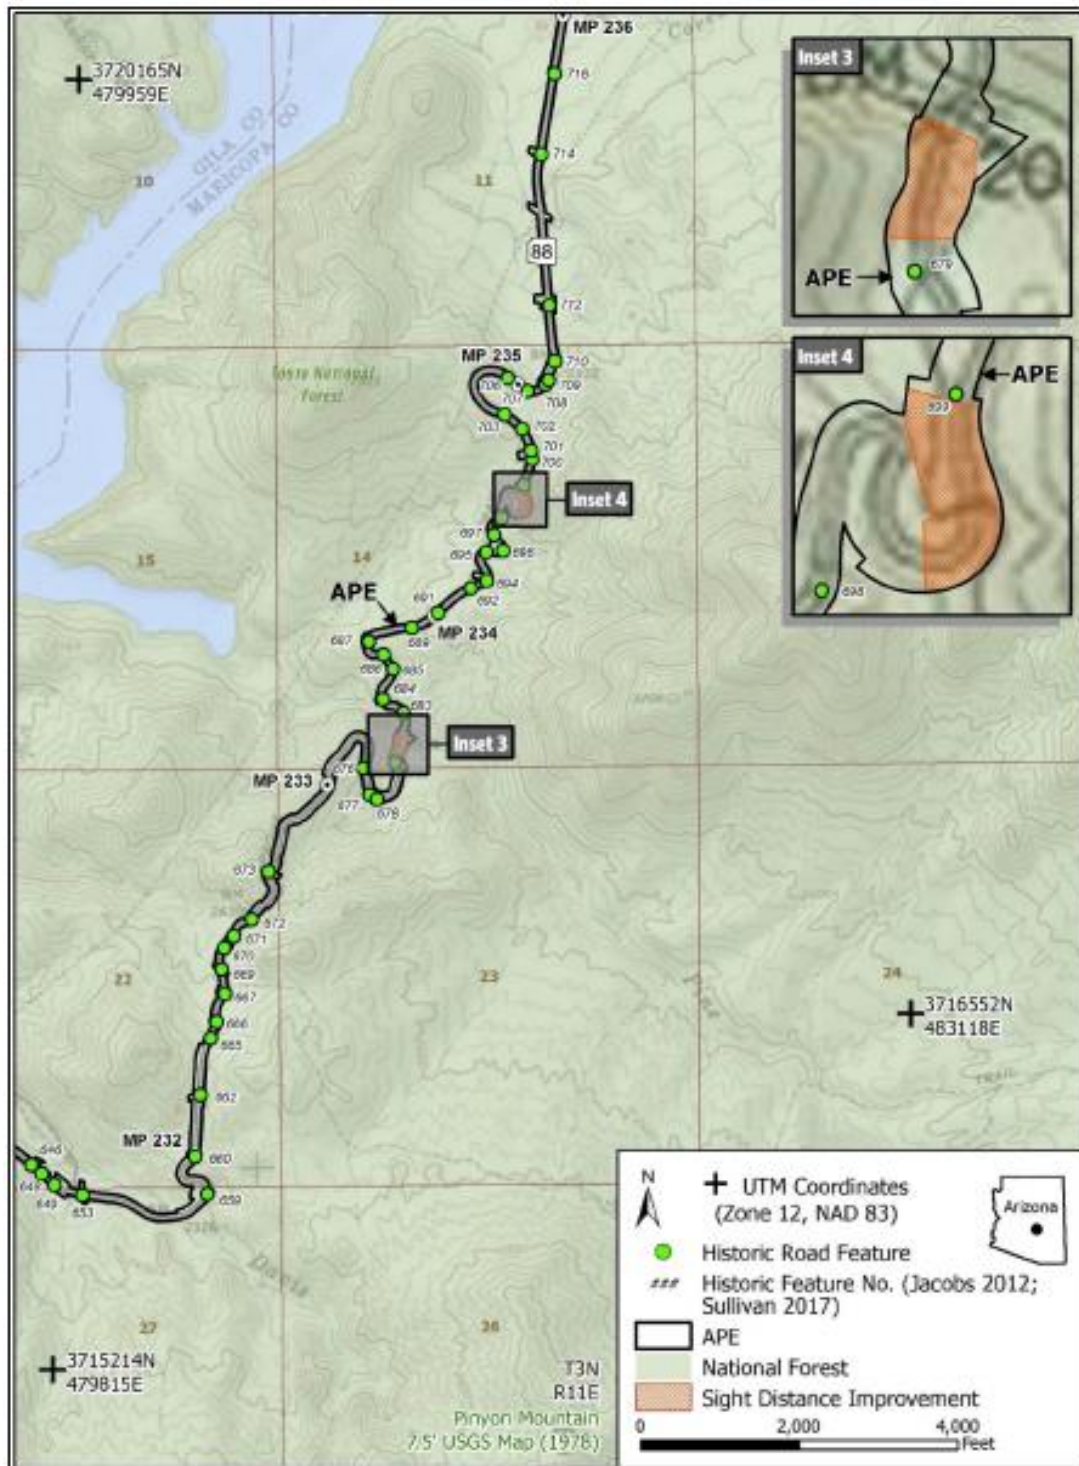 MP 236
3720165N
479959E
716
Inset 3
GILA CO
MARICOPA CO
714
10
11
88
679
APE
772
Inset 4
MP 235
710
APE
Tonto National
Forest
706
709
707
708
699
703
702
701
700
Inset 4
697
15
14
695
696
698
694
691
692
APE
MP 234
687
689
686
685
684
683
Inset 3
676
MP 233
677
678
673
672
671
670
22
669
23
24
667
3716552N
483118E
666
665
662
TRAIL
MP 232
660
646
648
649
653
659
Davis
27
26
3715214N
479815E
T3N
R11E
Pinyon Mountain
7.5' USGS Map (1978)
N
UTM Coordinates
(Zone 12, NAD 83)
Arizona
Historic Road Feature
### Historic Feature No. (Jacobs 2012;
Sullivan 2017)
APE
National Forest
Sight Distance Improvement
0 2,000 4,000
Feet